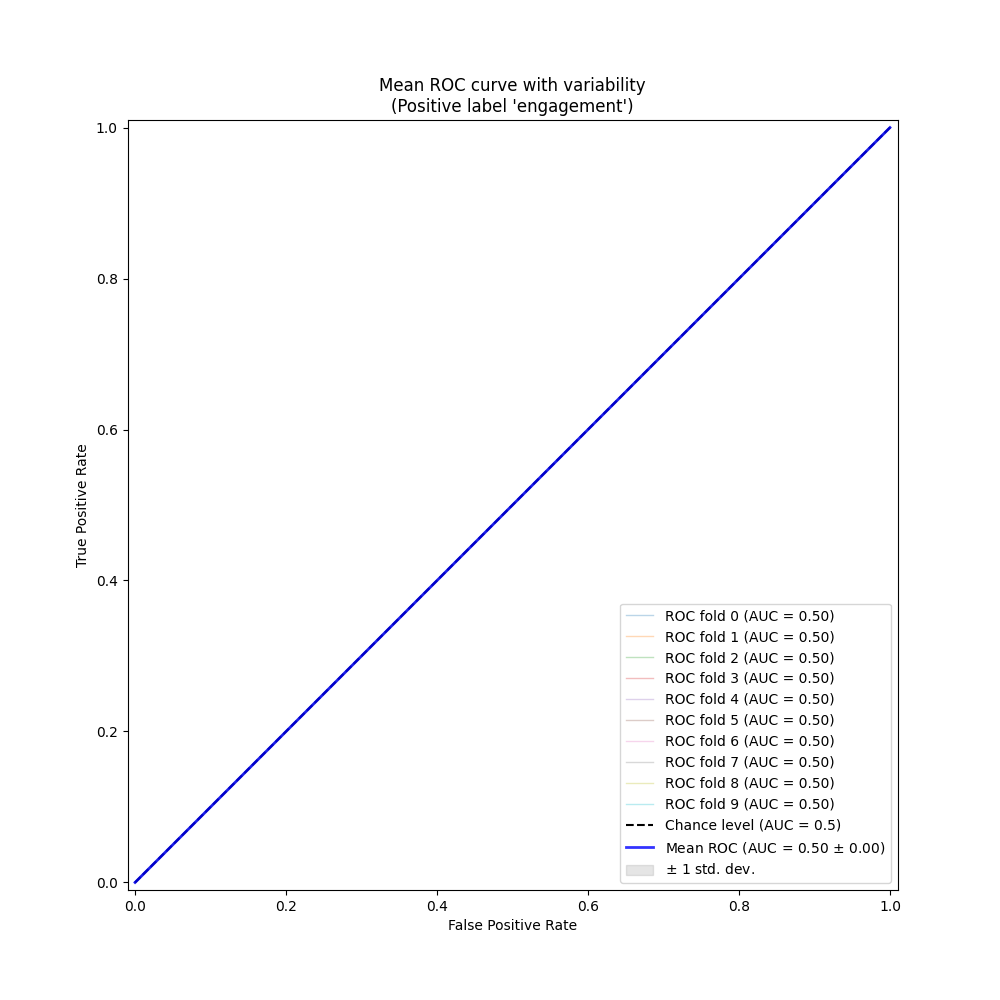 Mean ROC curve with variability
(Positive label 'engagement')
1.0
0.8
0.6
0.4
0.2
0.0
True Positive Rate
0.0 0.2 0.4 0.6 0.8 1.0
False Positive Rate
ROC fold 0 (AUC = 0.50)
ROC fold 1 (AUC = 0.50)
ROC fold 2 (AUC = 0.50)
ROC fold 3 (AUC = 0.50)
ROC fold 4 (AUC = 0.50)
ROC fold 5 (AUC = 0.50)
ROC fold 6 (AUC = 0.50)
ROC fold 7 (AUC = 0.50)
ROC fold 8 (AUC = 0.50)
ROC fold 9 (AUC = 0.50)
Chance level (AUC = 0.5)
Mean ROC (AUC = 0.50 ± 0.00)
± 1 std. dev.